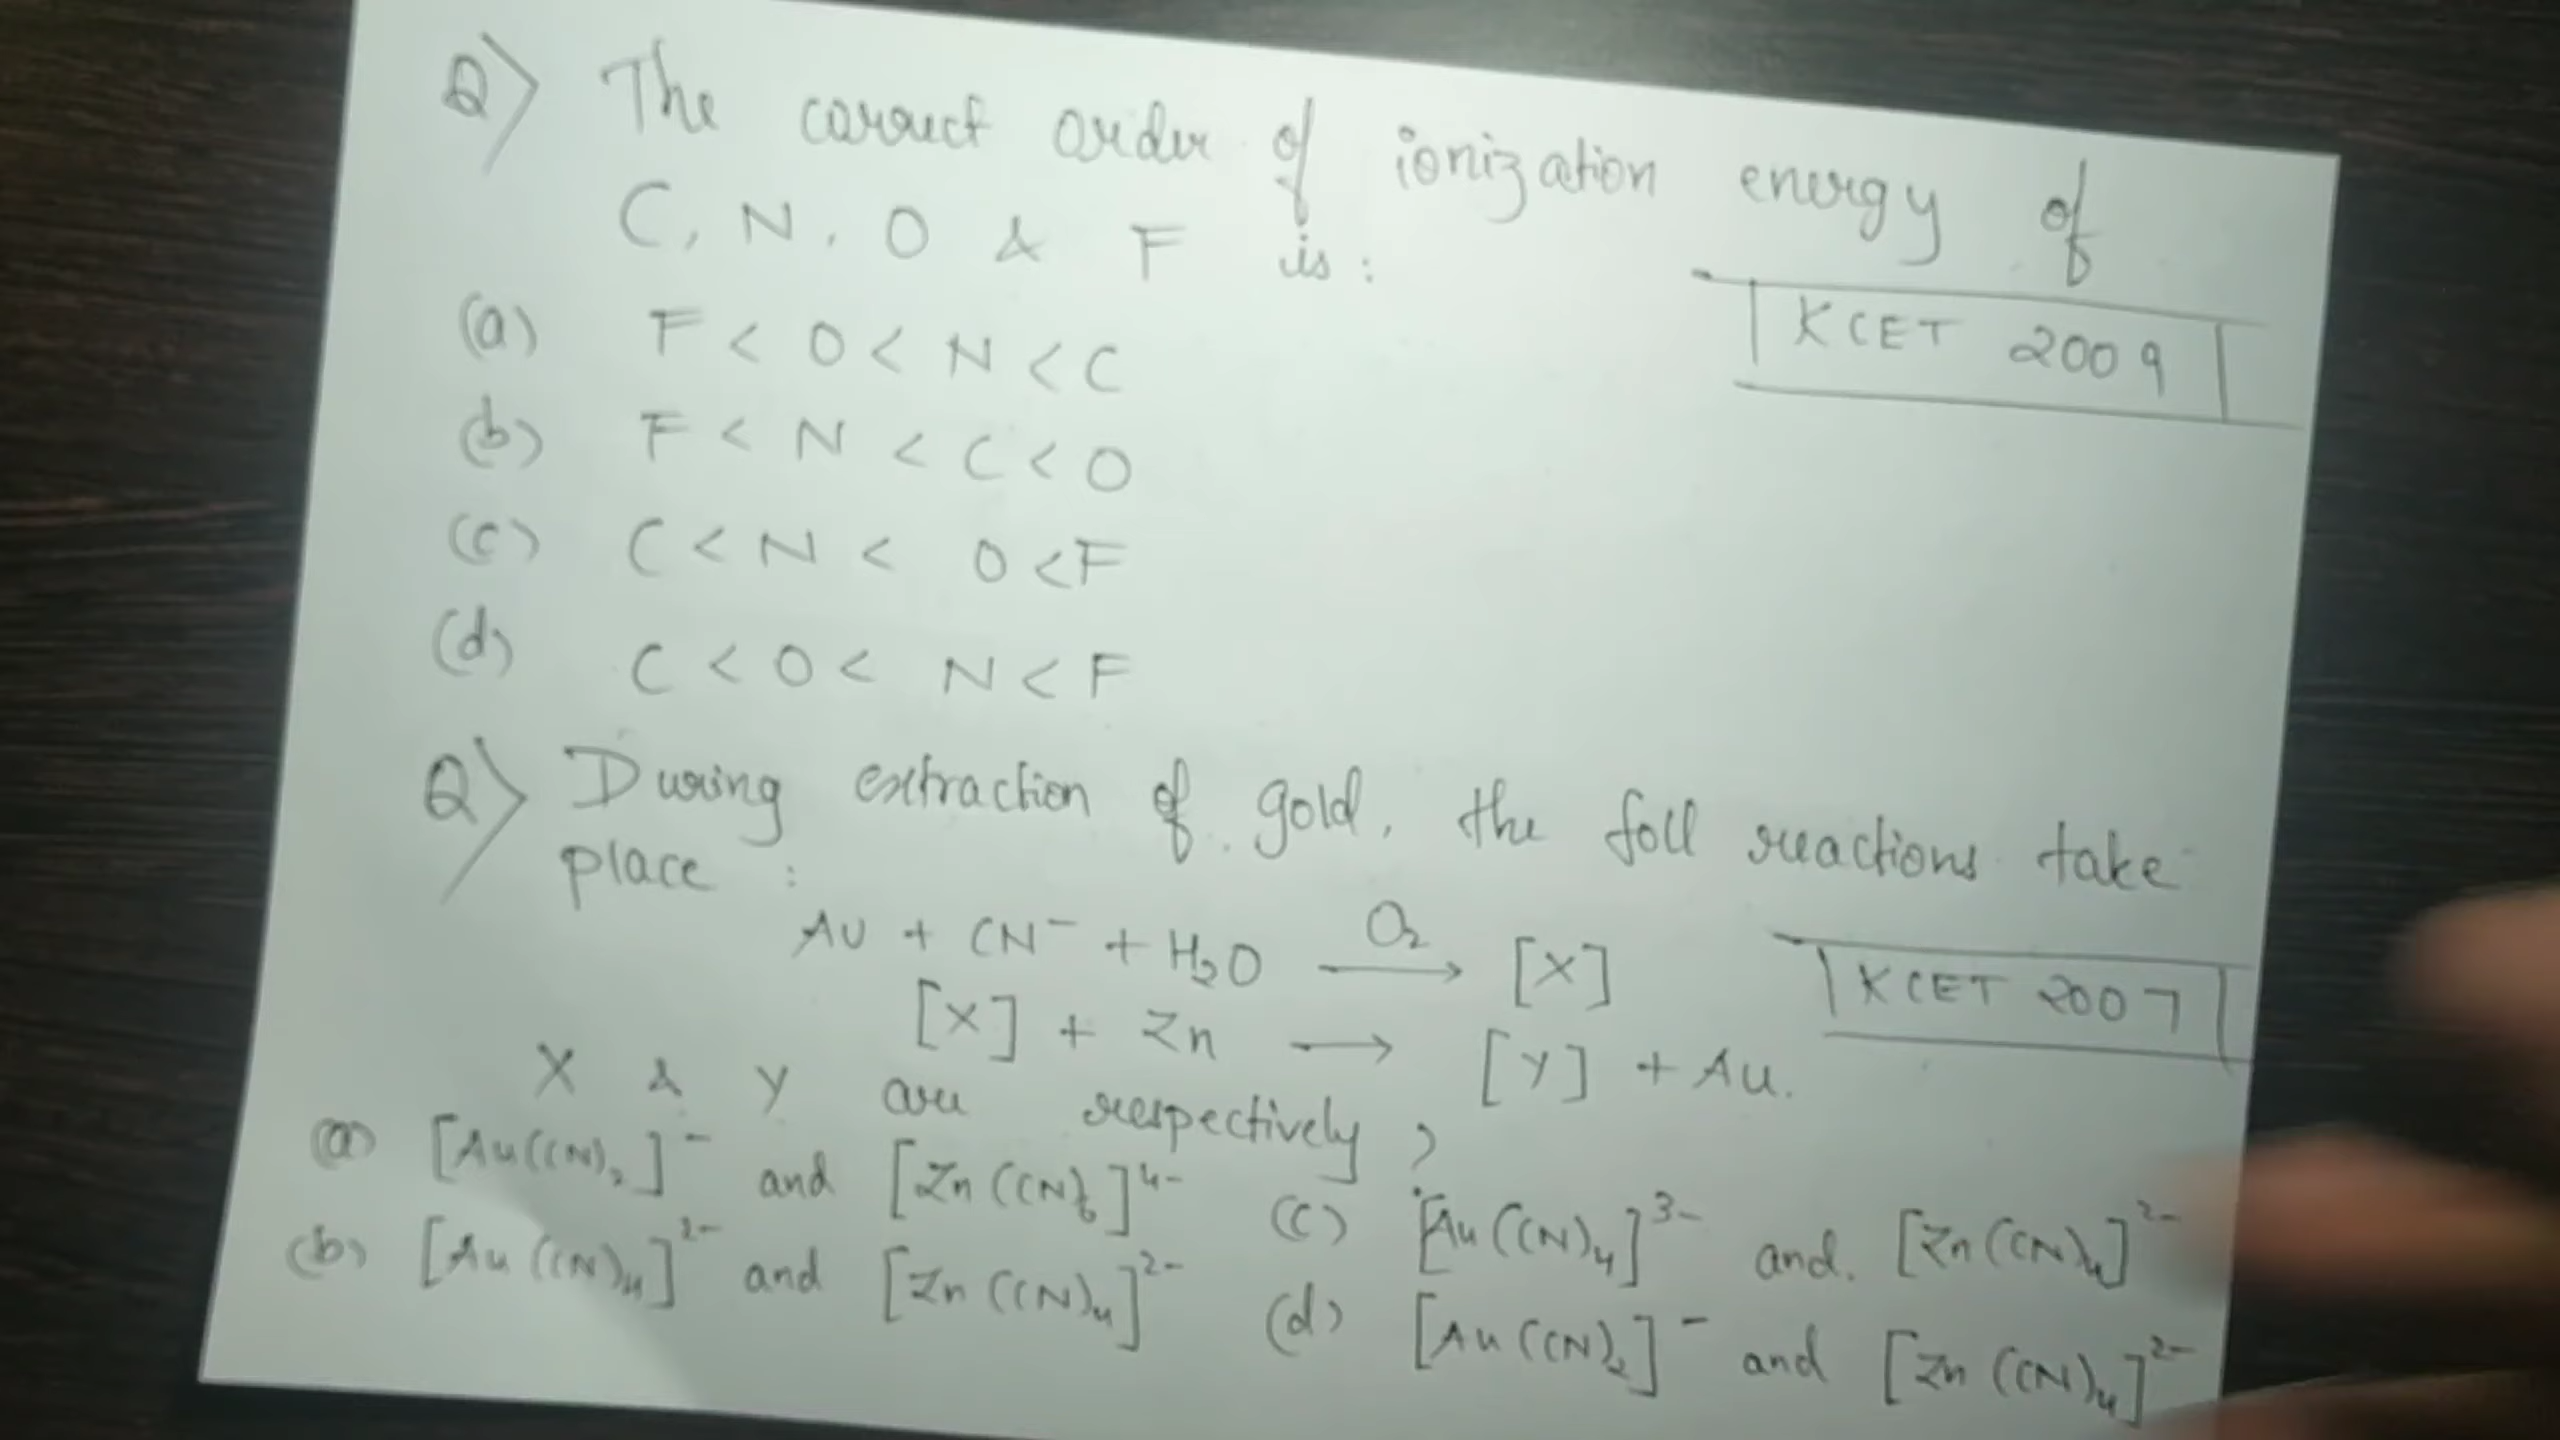 Q) The correct order of ionization energy of
C, N, O & F is:
KCET 2009
(a) F < O < N < C
(b) F < N < C < O
(c) C < N < O < F
(d) C < O < N < F
Q) During extraction of gold, the foll reactions take
place :
Au + CN⁻ + H₂O —O₂→ [X]
KCET 2007
[X] + Zn → [Y] + Au.
X & Y are respectively ;
(a) [Au(CN)₂]⁻ and [Zn(CN)₆]⁴⁻
(b) [Au(CN)₄]²⁻ and [Zn(CN)₄]²⁻
(c) [Au(CN)₄]³⁻ and. [Zn(CN)₄]²⁻
(d) [Au(CN)₂]⁻ and [Zn(CN)₄]²⁻